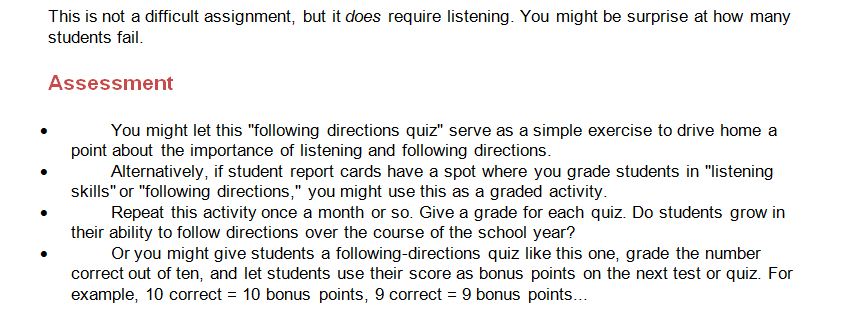 This is not a difficult assignment, but it does require listening. You might be surprise at how many
students fail.
Assessment
• You might let this "following directions quiz" serve as a simple exercise to drive home a
point about the importance of listening and following directions.
• Alternatively, if student report cards have a spot where you grade students in "listening
skills" or "following directions," you might use this as a graded activity.
• Repeat this activity once a month or so. Give a grade for each quiz. Do students grow in
their ability to follow directions over the course of the school year?
• Or you might give students a following-directions quiz like this one, grade the number
correct out of ten, and let students use their score as bonus points on the next test or quiz. For
example, 10 correct = 10 bonus points, 9 correct = 9 bonus points...